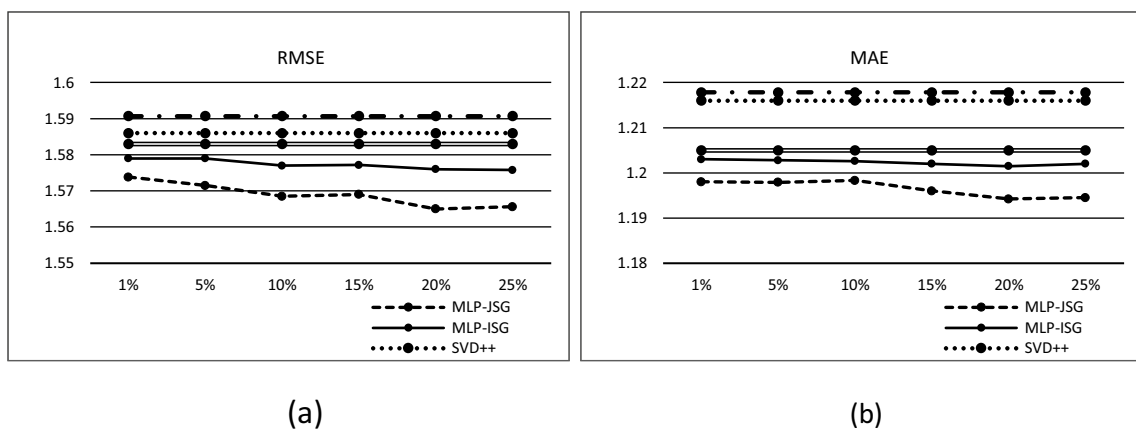 RMSE
1.6
1.59
1.58
1.57
1.56
1.55
1% 5% 10% 15% 20% 25%
MLP-JSG
MLP-ISG
SVD++
(a)
MAE
1.22
1.21
1.2
1.19
1.18
1% 5% 10% 15% 20% 25%
MLP-JSG
MLP-ISG
SVD++
(b)